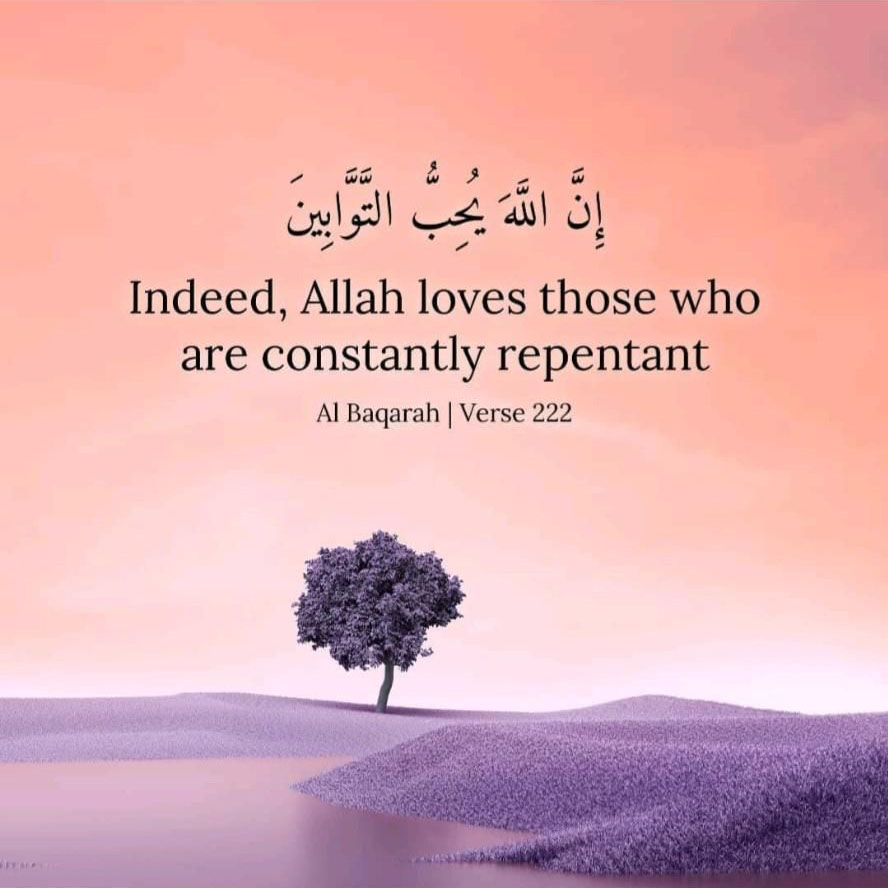 إِنَّ اللَّهَ يُحِبُّ التَّوَّابِينَ
Indeed, Allah loves those who
are constantly repentant
Al Baqarah | Verse 222